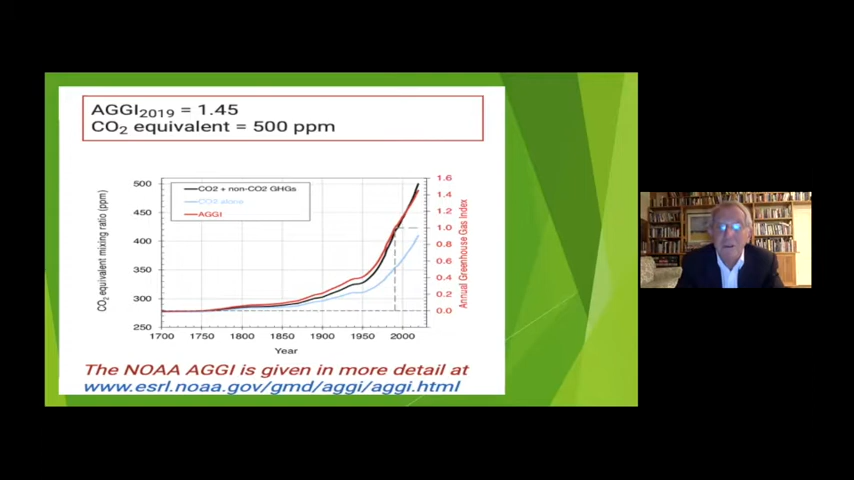 AGGI2019 = 1.45
CO2 equivalent = 500 ppm
CO2 + non-CO2 GHGs
CO2 alone
AGGI
CO2 equivalent mixing ratio (ppm)
500
450
400
350
300
250
1.6
1.4
1.2
1.0
0.8
0.6
0.4
0.2
0.0
Annual Greenhouse Gas Index
1700 1750 1800 1850 1900 1950 2000
Year
The NOAA AGGI is given in more detail at
www.esrl.noaa.gov/gmd/aggi/aggi.html